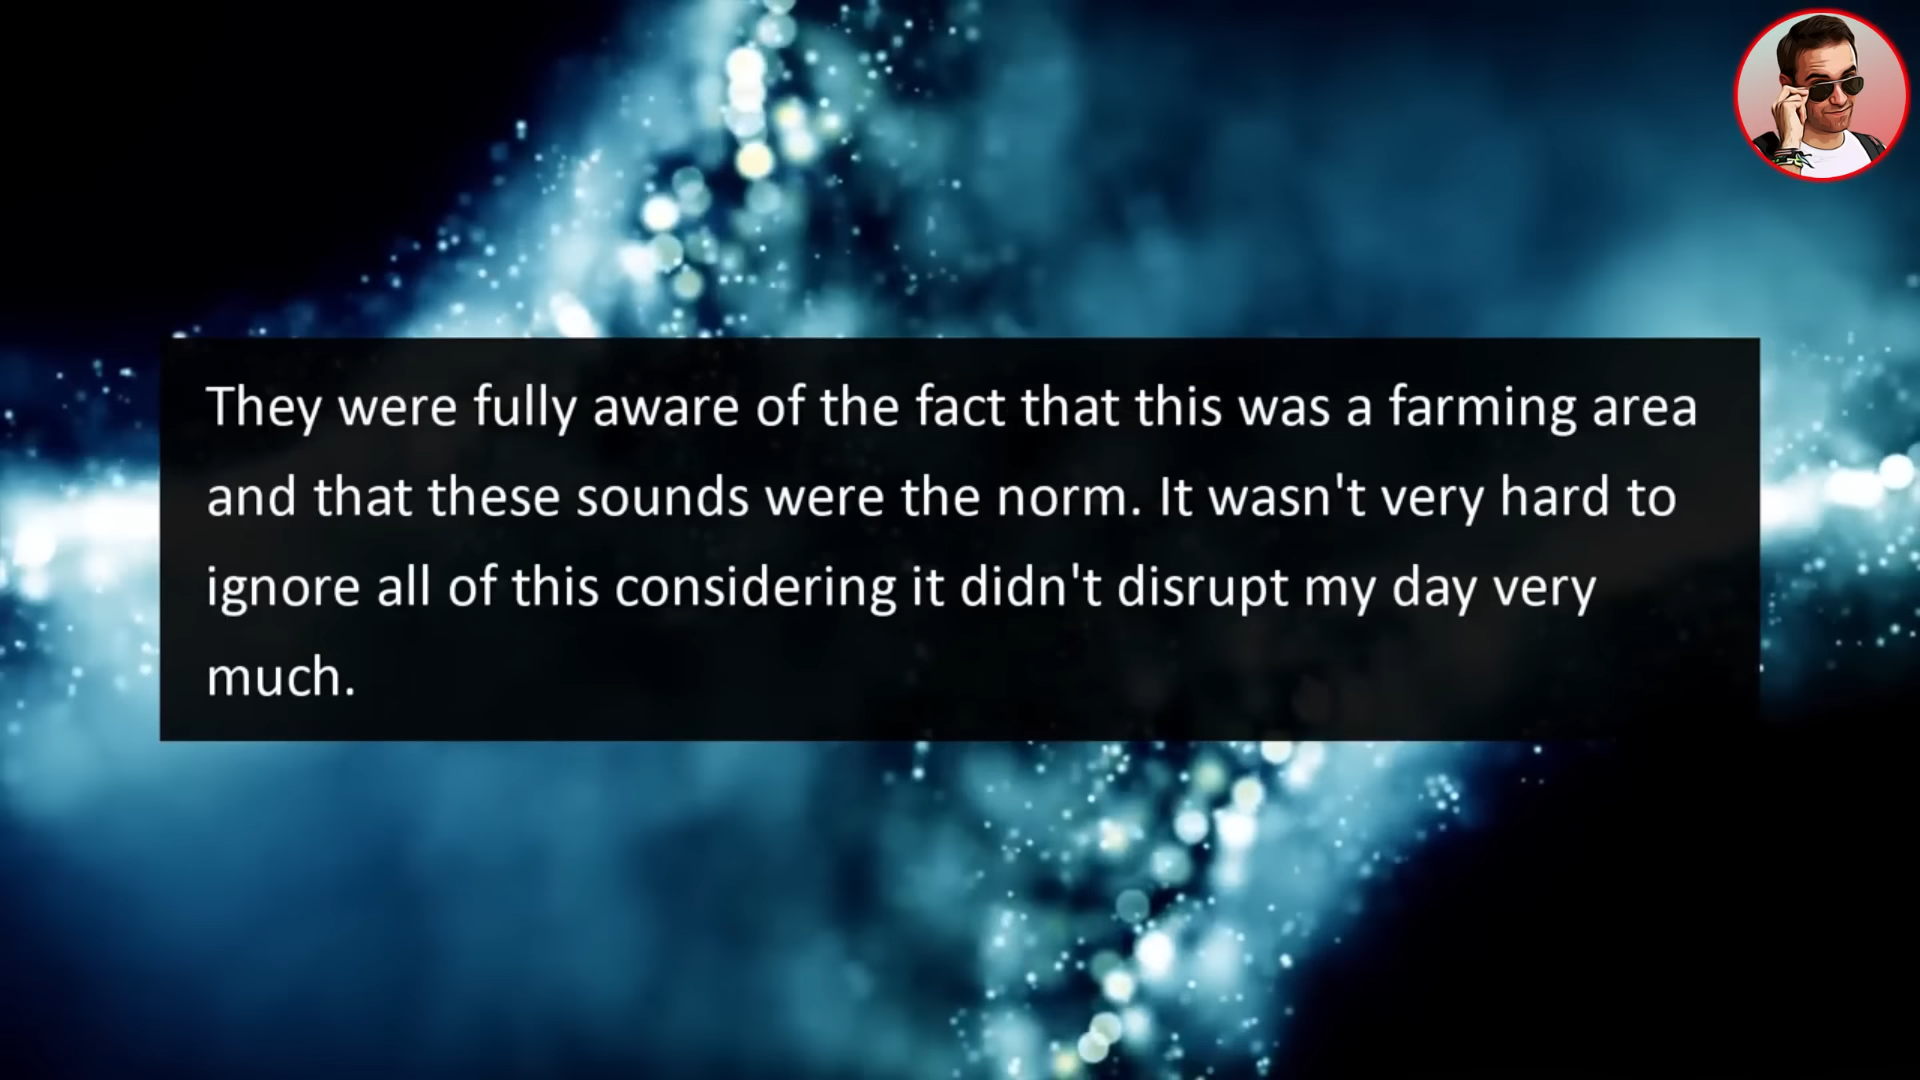 They were fully aware of the fact that this was a farming area
and that these sounds were the norm. It wasn't very hard to
ignore all of this considering it didn't disrupt my day very
much.